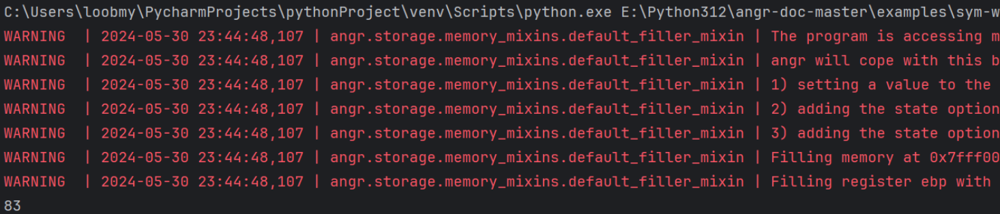 C:\Users\loobmy\PycharmProjects\pythonProject\venv\Scripts\python.exe E:\Python312\angr-doc-master\examples\sym-w
WARNING | 2024-05-30 23:44:48,107 | angr.storage.memory_mixins.default_filler_mixin | The program is accessing m
WARNING | 2024-05-30 23:44:48,107 | angr.storage.memory_mixins.default_filler_mixin | angr will cope with this b
WARNING | 2024-05-30 23:44:48,107 | angr.storage.memory_mixins.default_filler_mixin | 1) setting a value to the
WARNING | 2024-05-30 23:44:48,107 | angr.storage.memory_mixins.default_filler_mixin | 2) adding the state option
WARNING | 2024-05-30 23:44:48,107 | angr.storage.memory_mixins.default_filler_mixin | 3) adding the state option
WARNING | 2024-05-30 23:44:48,107 | angr.storage.memory_mixins.default_filler_mixin | Filling memory at 0x7fff00
WARNING | 2024-05-30 23:44:48,107 | angr.storage.memory_mixins.default_filler_mixin | Filling register ebp with
83